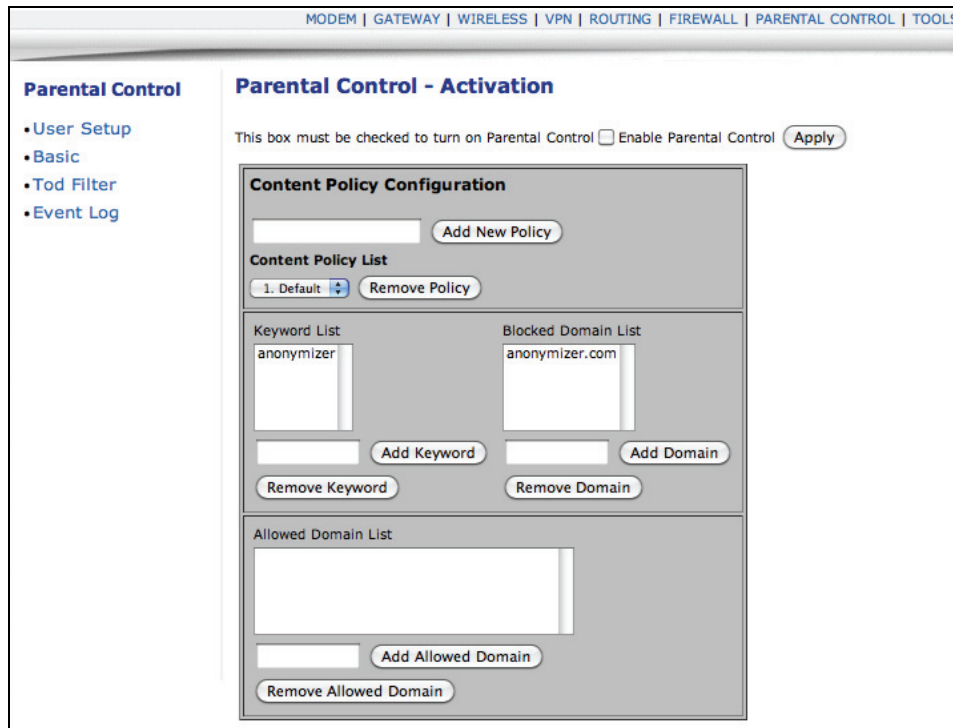 MODEM | GATEWAY | WIRELESS | VPN | ROUTING | FIREWALL | PARENTAL CONTROL | TOOLS
Parental Control
•User Setup
•Basic
•Tod Filter
•Event Log
Parental Control - Activation
This box must be checked to turn on Parental Control Enable Parental Control Apply
Content Policy Configuration
Add New Policy
Content Policy List
1. Default Remove Policy
Keyword List
anonymizer
Add Keyword
Remove Keyword
Blocked Domain List
anonymizer.com
Add Domain
Remove Domain
Allowed Domain List
Add Allowed Domain
Remove Allowed Domain